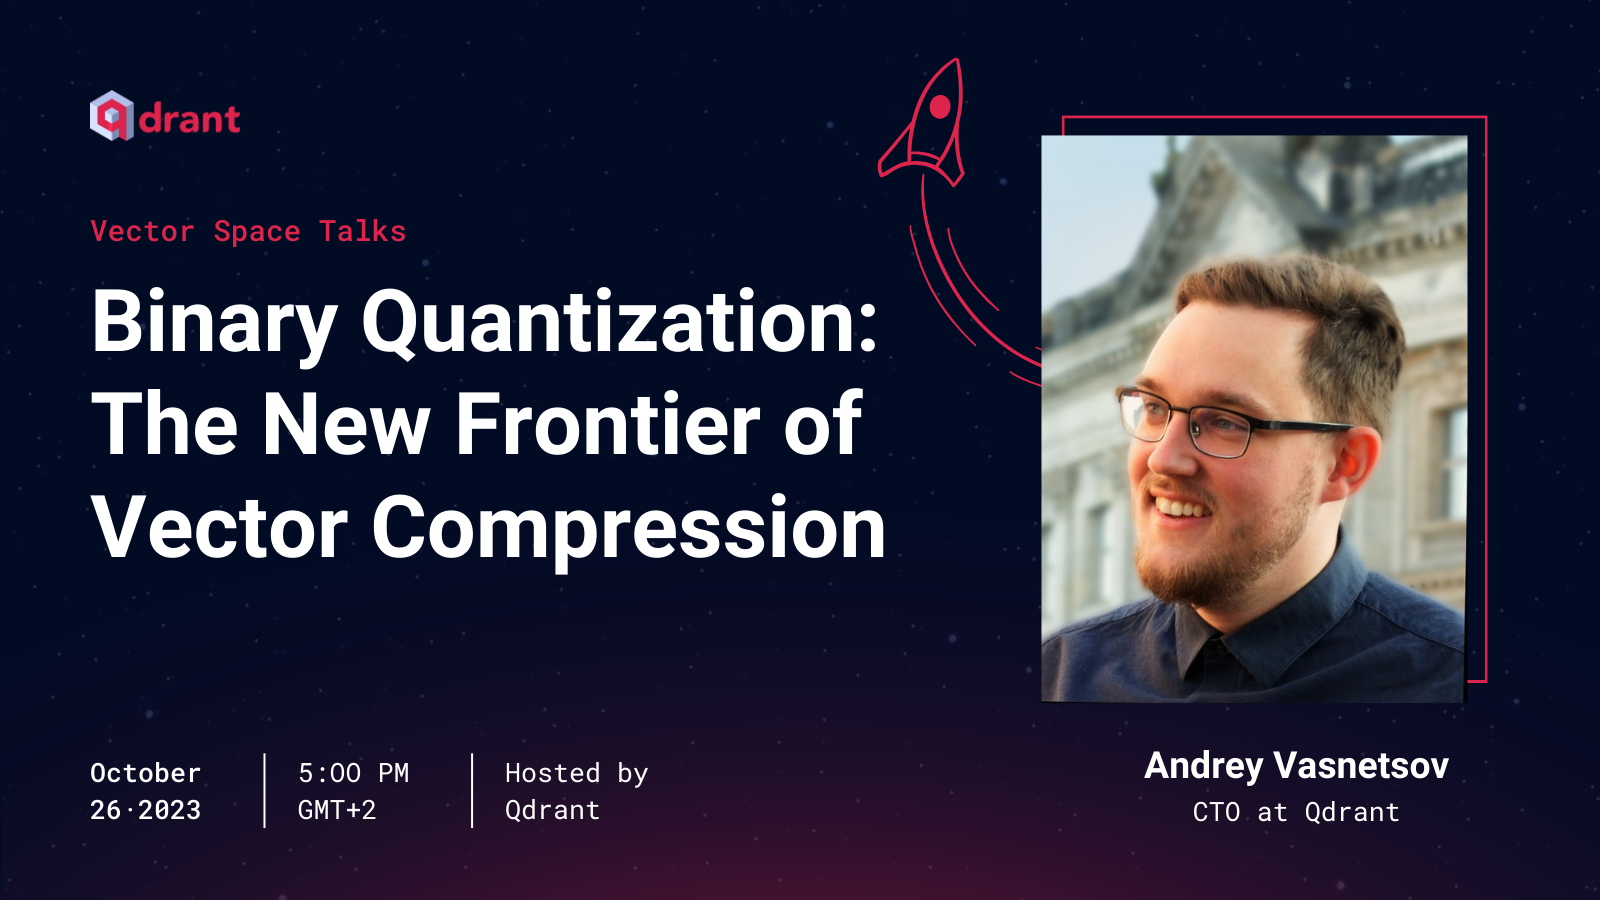 qdrant
Vector Space Talks
Binary Quantization:
The New Frontier of
Vector Compression
October
26·2023
5:00 PM
GMT+2
Hosted by
Qdrant
Andrey Vasnetsov
CTO at Qdrant